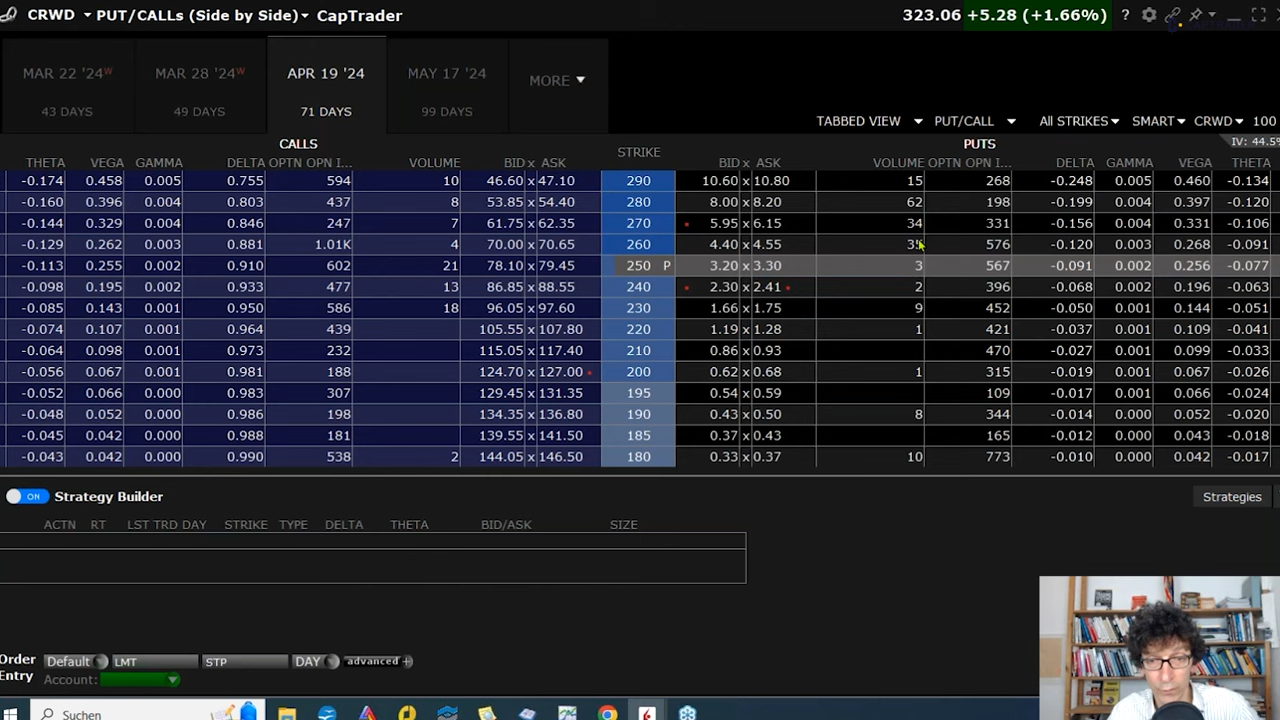 CRWD ▾ PUT/CALLs (Side by Side) ▾ CapTrader 323.06 +5.28 (+1.66%) ?
MAR 22 '24W MAR 28 '24W APR 19 '24 MAY 17 '24 MORE ▼
43 DAYS 49 DAYS 71 DAYS 99 DAYS
TABBED VIEW ▼ PUT/CALL ▼ All STRIKES ▼ SMART ▼ CRWD ▼ 100
CALLS STRIKE PUTS IV: 44.5%
THETA VEGA GAMMA DELTA OPTN OPN I... VOLUME BID x ASK BID x ASK VOLUME OPTN OPN I... DELTA GAMMA VEGA THETA
-0.174 0.458 0.005 0.755 594 10 46.60 x 47.10 290 10.60 x 10.80 15 268 -0.248 0.005 0.460 -0.134
-0.160 0.396 0.004 0.803 437 8 53.85 x 54.40 280 8.00 x 8.20 62 198 -0.199 0.004 0.397 -0.120
-0.144 0.329 0.004 0.846 247 7 61.75 x 62.35 270 5.95 x 6.15 34 331 -0.156 0.004 0.331 -0.106
-0.129 0.262 0.003 0.881 1.01K 4 70.00 x 70.65 260 4.40 x 4.55 576 -0.120 0.003 0.268 -0.091
-0.113 0.255 0.002 0.910 602 21 78.10 x 79.45 250 P 3.20 x 3.30 3 567 -0.091 0.002 0.256 -0.077
-0.098 0.195 0.002 0.933 477 13 86.85 x 88.55 240 2.30 x 2.41 2 396 -0.068 0.002 0.196 -0.063
-0.085 0.143 0.001 0.950 586 18 96.05 x 97.60 230 1.66 x 1.75 9 452 -0.050 0.001 0.144 -0.051
-0.074 0.107 0.001 0.964 439 105.55 x 107.80 220 1.19 x 1.28 1 421 -0.037 0.001 0.109 -0.041
-0.064 0.098 0.001 0.973 232 115.05 x 117.40 210 0.86 x 0.93 470 -0.027 0.001 0.099 -0.033
-0.056 0.067 0.001 0.981 188 124.70 x 127.00 200 0.62 x 0.68 1 315 -0.019 0.001 0.067 -0.026
-0.052 0.066 0.000 0.983 307 129.45 x 131.35 195 0.54 x 0.59 109 -0.017 0.001 0.066 -0.024
-0.048 0.052 0.000 0.986 198 134.35 x 136.80 190 0.43 x 0.50 8 344 -0.014 0.001 0.052 -0.020
-0.045 0.042 0.000 0.988 181 139.55 x 141.50 185 0.37 x 0.43 165 -0.012 0.000 0.043 -0.018
-0.043 0.042 0.000 0.990 538 2 144.05 x 146.50 180 0.33 x 0.37 10 773 -0.010 0.000 0.042 -0.017
ON Strategy Builder Strategies
ACTN RT LST TRD DAY STRIKE TYPE DELTA THETA BID/ASK SIZE
Order Default LMT STP DAY advanced +
Entry Account:
Suchen